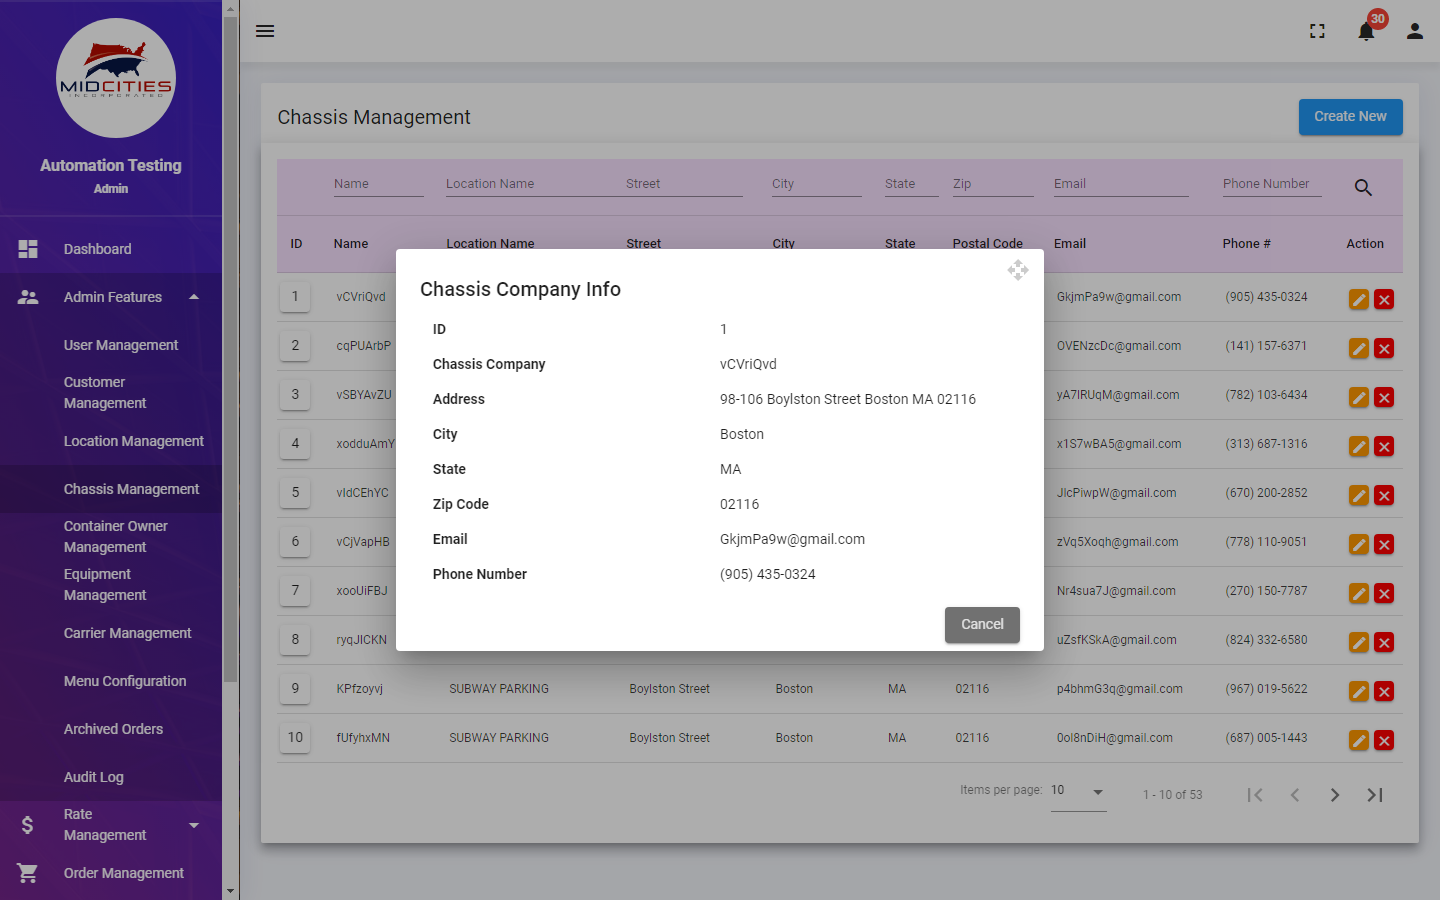 MIDCITIES
INCORPORATED
Automation Testing
Admin
Dashboard
Admin Features
User Management
Customer
Management
Location Management
Chassis Management
Container Owner
Management
Equipment
Management
Carrier Management
Menu Configuration
Archived Orders
Audit Log
Rate
Management
Order Management
30
Chassis Management
Create New
Name Location Name Street City State Zip Email Phone Number
ID Name Location Name Street City State Postal Code Email Phone # Action
1 vCVriQvd GkjmPa9w@gmail.com (905) 435-0324
2 cqPUArbP OVENzcDc@gmail.com (141) 157-6371
3 vSBYAvZU yA7lRUqM@gmail.com (782) 103-6434
4 xodduAmY x1S7wBA5@gmail.com (313) 687-1316
5 vIdCEhYC JIcPiwpW@gmail.com (670) 200-2852
6 vCjVapHB zVq5Xoqh@gmail.com (778) 110-9051
7 xooUiFBJ Nr4sua7J@gmail.com (270) 150-7787
8 ryqJICKN uZsfKSkA@gmail.com (824) 332-6580
9 KPfzoyvj SUBWAY PARKING Boylston Street Boston MA 02116 p4bhmG3q@gmail.com (967) 019-5622
10 fUfyhxMN SUBWAY PARKING Boylston Street Boston MA 02116 0oI8nDiH@gmail.com (687) 005-1443
Items per page: 10 1 - 10 of 53
Chassis Company Info
ID 1
Chassis Company vCVriQvd
Address 98-106 Boylston Street Boston MA 02116
City Boston
State MA
Zip Code 02116
Email GkjmPa9w@gmail.com
Phone Number (905) 435-0324
Cancel